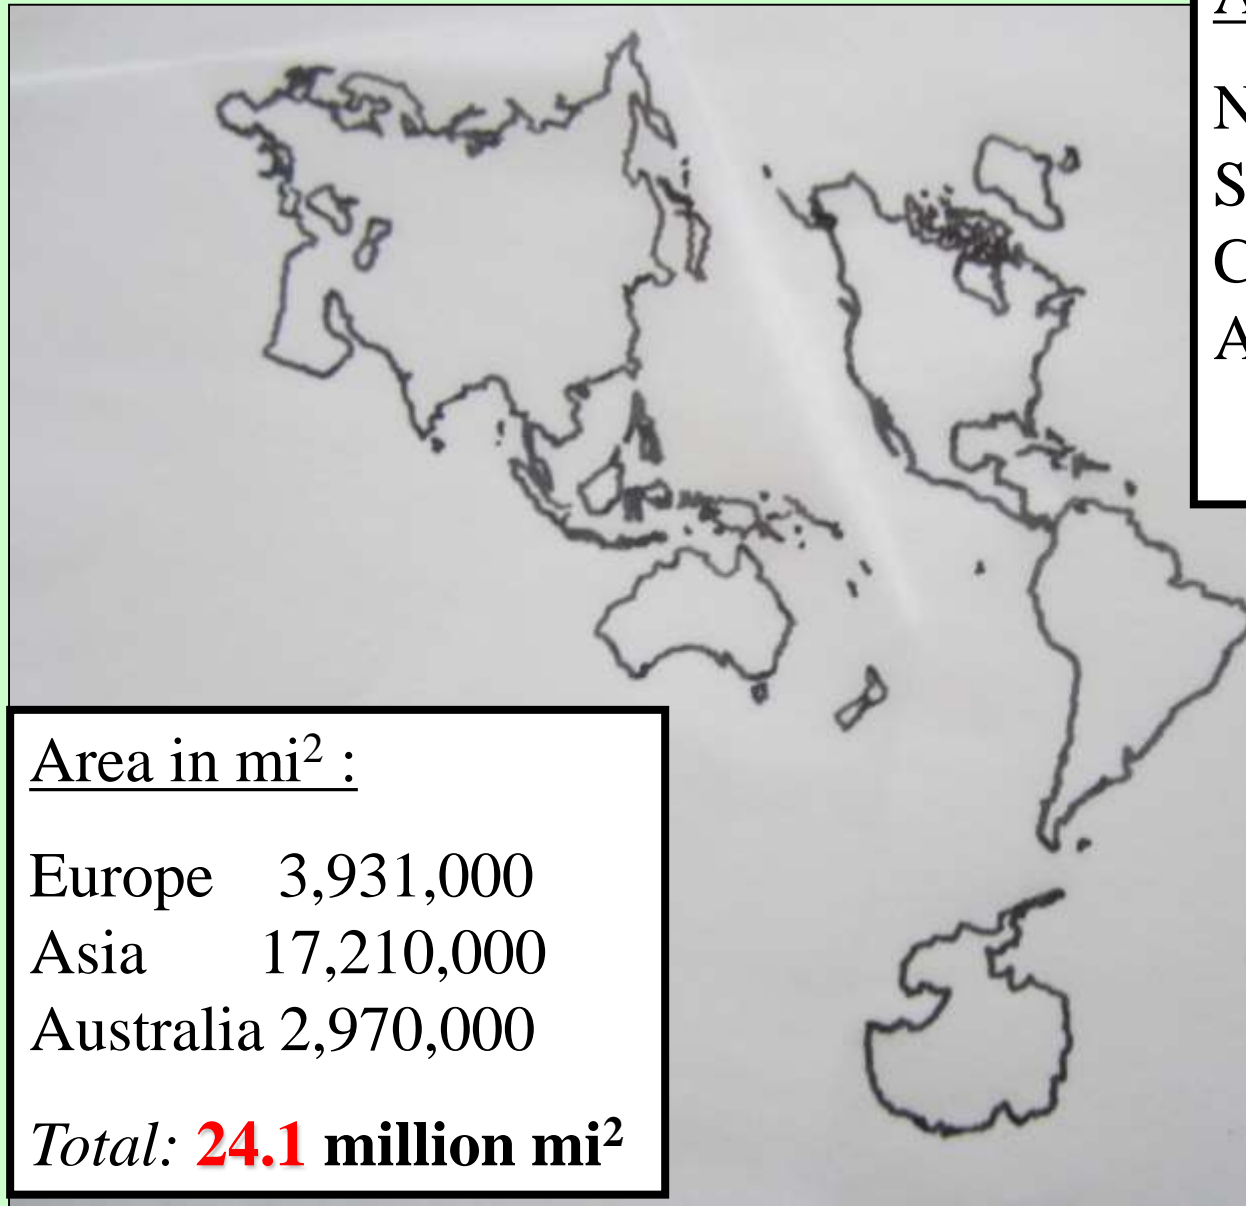 Area in mi² :
Europe 3,931,000
Asia 17,210,000
Australia 2,970,000
Total: 24.1 million mi²